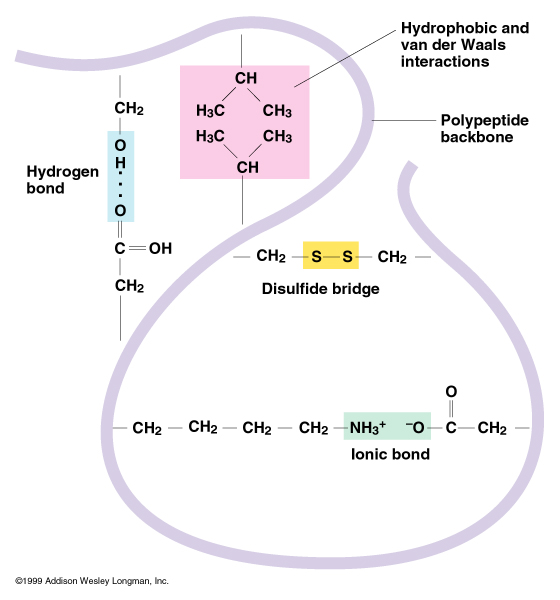 Hydrophobic and
van der Waals
interactions
CH
CH₂
H₃C CH₃
Polypeptide
backbone
O
H
H₃C CH₃
Hydrogen
bond
CH
O
C OH
CH₂ S S CH₂
CH₂
Disulfide bridge
O
CH₂ CH₂ CH₂ CH₂ NH₃⁺ ⁻O C CH₂
Ionic bond
©1999 Addison Wesley Longman, Inc.